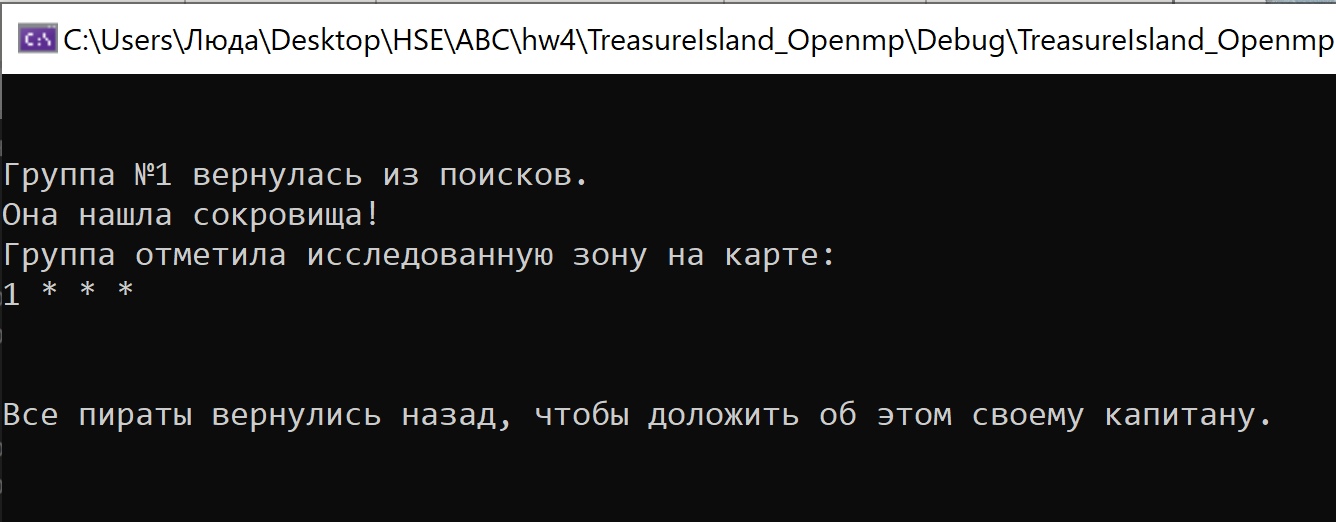 C:\Users\Люда\Desktop\HSE\ABC\hw4\TreasureIsland_Openmp\Debug\TreasureIsland_Openmp
Группа №1 вернулась из поисков.
Она нашла сокровища!
Группа отметила исследованную зону на карте:
1 * * *
Все пираты вернулись назад, чтобы доложить об этом своему капитану.